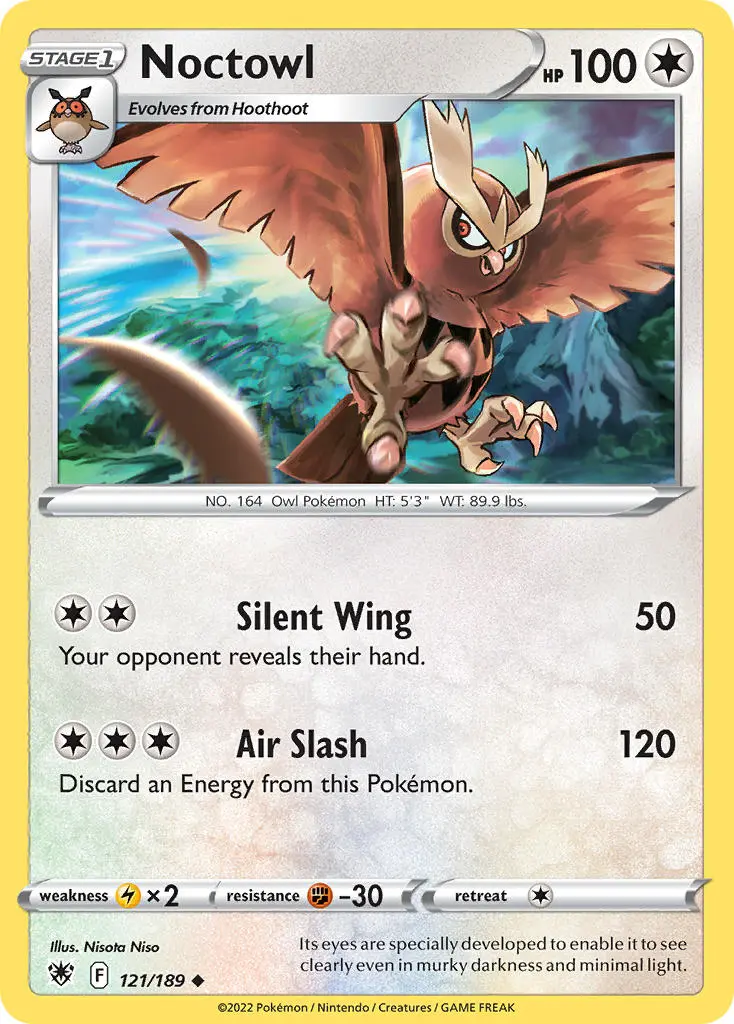 STAGE1
Noctowl
HP 100
Evolves from Hoothoot
NO. 164 Owl Pokémon HT: 5'3" WT: 89.9 lbs.
Silent Wing 50
Your opponent reveals their hand.
Air Slash 120
Discard an Energy from this Pokémon.
weakness ×2 resistance -30 retreat
Illus. Nisota Niso
Its eyes are specially developed to enable it to see
clearly even in murky darkness and minimal light.
F 121/189
©2022 Pokémon / Nintendo / Creatures / GAME FREAK